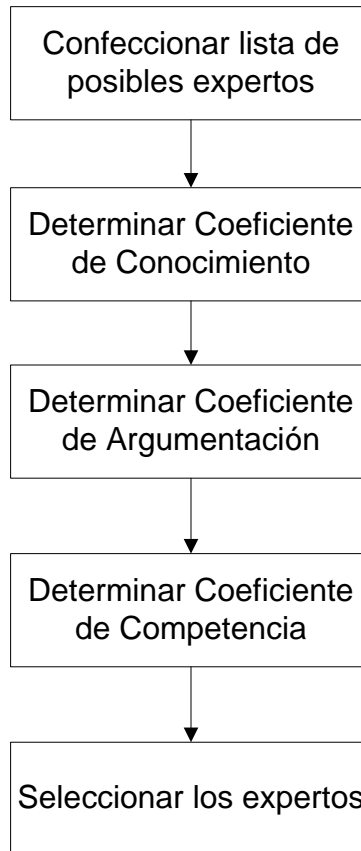 Confeccionar lista de
posibles expertos
Determinar Coeficiente
de Conocimiento
Determinar Coeficiente
de Argumentación
Determinar Coeficiente
de Competencia
Seleccionar los expertos